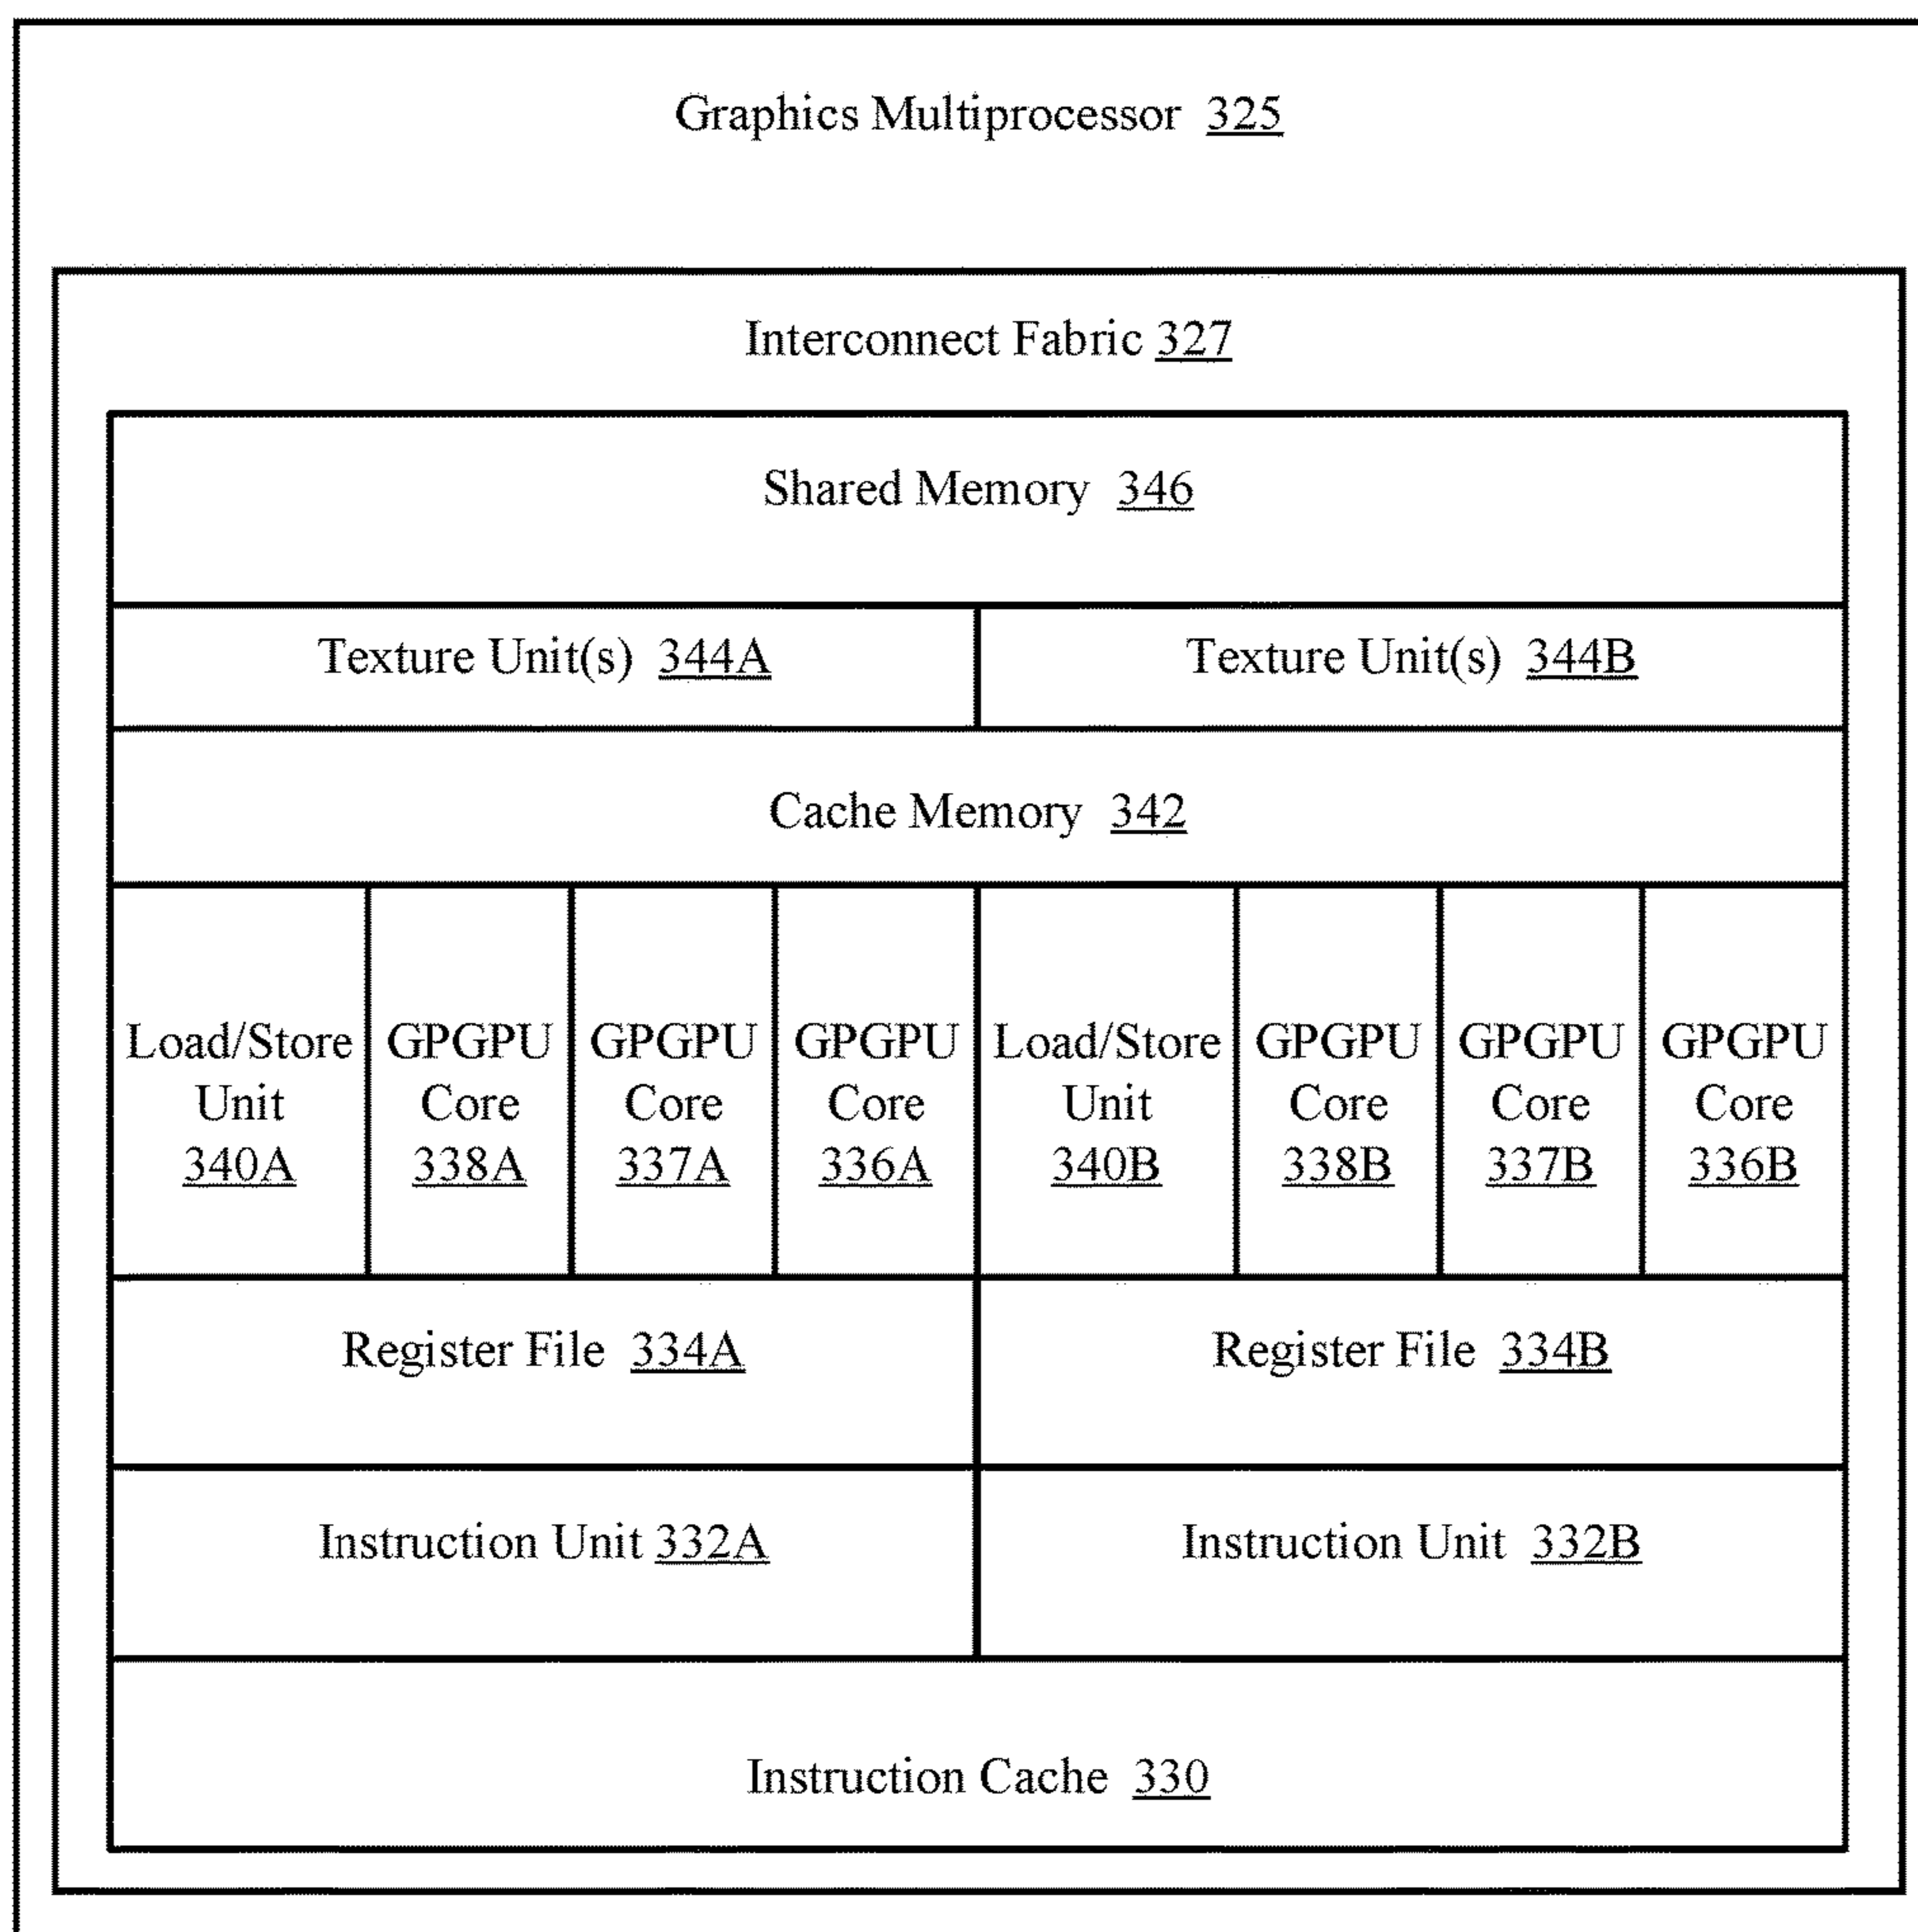 Graphics Multiprocessor 325
Interconnect Fabric 327
Shared Memory 346
Texture Unit(s) 344A
Texture Unit(s) 344B
Cache Memory 342
Load/Store
Unit
340A
GPGPU
Core
338A
GPGPU
Core
337A
GPGPU
Core
336A
Load/Store
Unit
340B
GPGPU
Core
338B
GPGPU
Core
337B
GPGPU
Core
336B
Register File 334A
Register File 334B
Instruction Unit 332A
Instruction Unit 332B
Instruction Cache 330